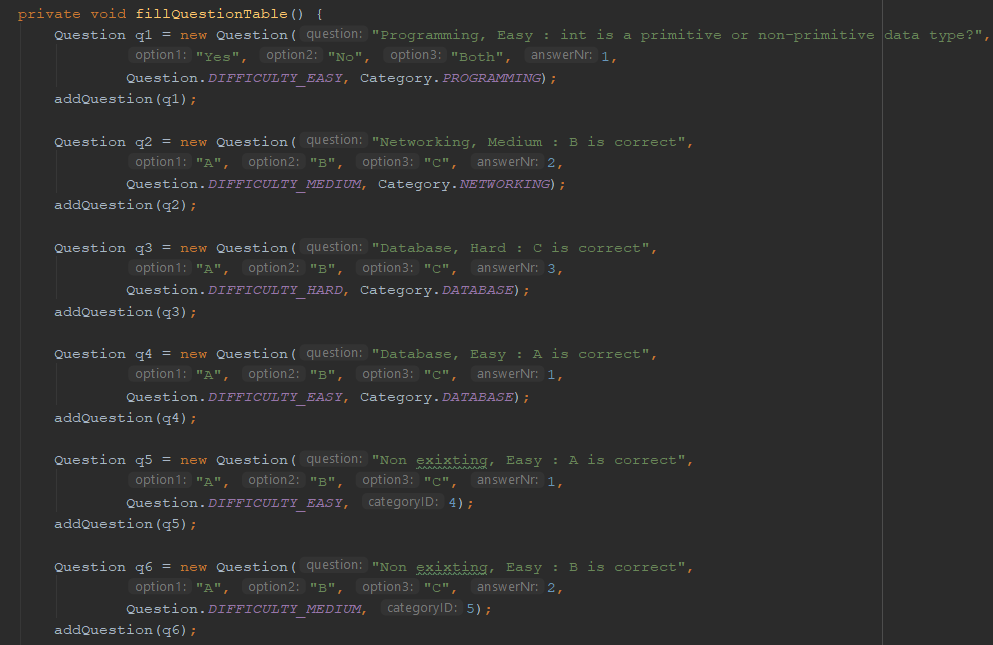 private void fillQuestionTable() {
Question q1 = new Question( question: "Programming, Easy : int is a primitive or non-primitive data type?",
option1: "Yes", option2: "No", option3: "Both", answerNr: 1,
Question.DIFFICULTY_EASY, Category.PROGRAMMING);
addQuestion(q1);
Question q2 = new Question( question: "Networking, Medium : B is correct",
option1: "A", option2: "B", option3: "C", answerNr: 2,
Question.DIFFICULTY_MEDIUM, Category.NETWORKING);
addQuestion(q2);
Question q3 = new Question( question: "Database, Hard : C is correct",
option1: "A", option2: "B", option3: "C", answerNr: 3,
Question.DIFFICULTY_HARD, Category.DATABASE);
addQuestion(q3);
Question q4 = new Question( question: "Database, Easy : A is correct",
option1: "A", option2: "B", option3: "C", answerNr: 1,
Question.DIFFICULTY_EASY, Category.DATABASE);
addQuestion(q4);
Question q5 = new Question( question: "Non exixting, Easy : A is correct",
option1: "A", option2: "B", option3: "C", answerNr: 1,
Question.DIFFICULTY_EASY, categoryID: 4);
addQuestion(q5);
Question q6 = new Question( question: "Non exixting, Easy : B is correct",
option1: "A", option2: "B", option3: "C", answerNr: 2,
Question.DIFFICULTY_MEDIUM, categoryID: 5);
addQuestion(q6);